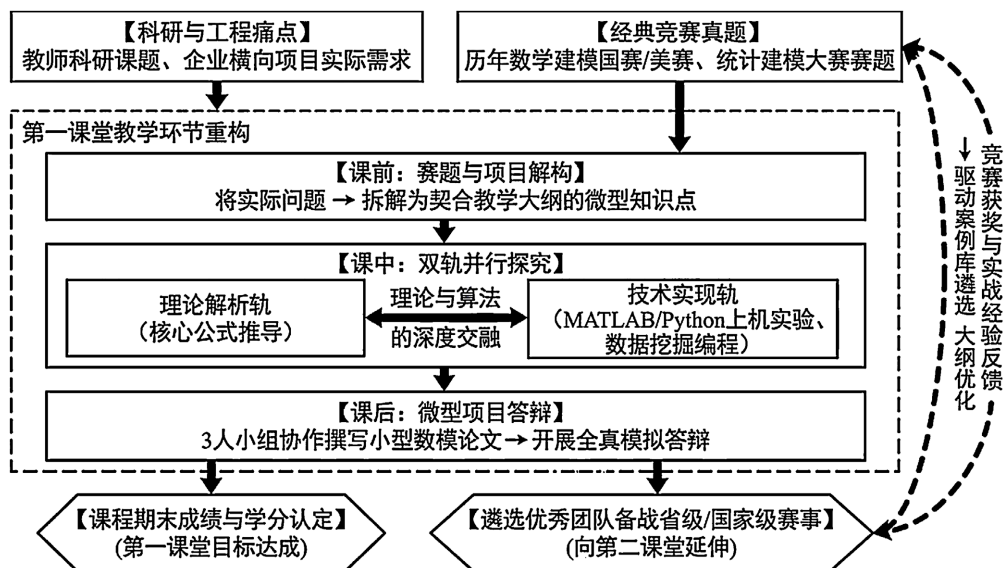 【科研与工程痛点】
教师科研课题、企业横向项目实际需求
【经典竞赛真题】
历年数学建模国赛/美赛、统计建模大赛赛题
第一课堂教学环节重构
【课前：赛题与项目解构】
将实际问题 → 拆解为契合教学大纲的微型知识点
【课中：双轨并行探究】
理论解析轨
（核心公式推导）
理论与算法
的深度交融
技术实现轨
（MATLAB/Python上机实验、
数据挖掘编程）
【课后：微型项目答辩】
3人小组协作撰写小型数模论文→开展全真模拟答辩
【课程期末成绩与学分认定】
(第一课堂目标达成)
【遴选优秀团队备战省级/国家级赛事】
(向第二课堂延伸)
竞赛获奖与实战经验反馈
→驱动案例库遴选 大纲优化